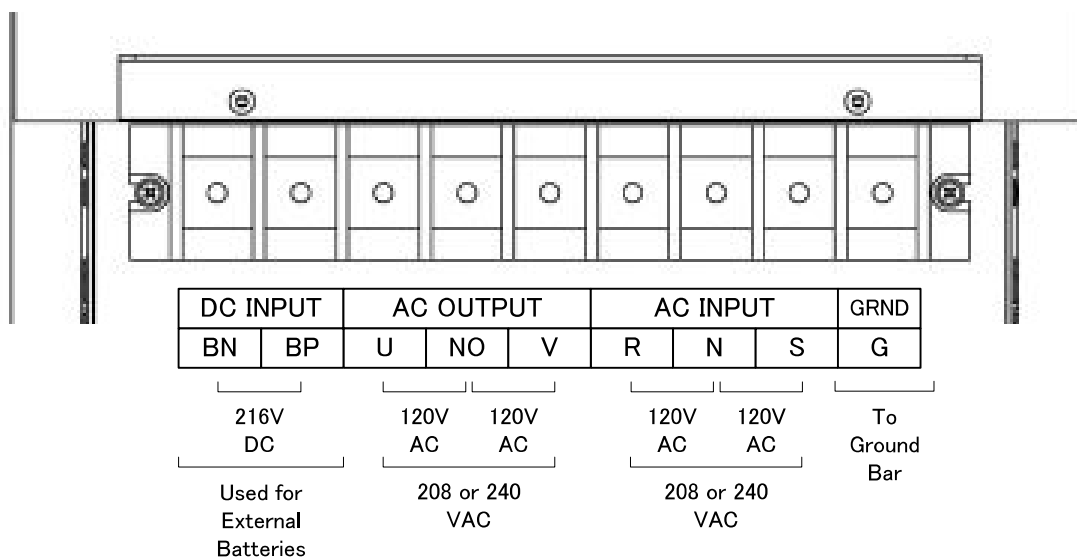 DC INPUT AC OUTPUT AC INPUT GRND
BN BP U NO V R N S G
216V 120V 120V 120V 120V To
DC AC AC AC AC Ground
Bar
Used for 208 or 240 208 or 240
External VAC VAC
Batteries